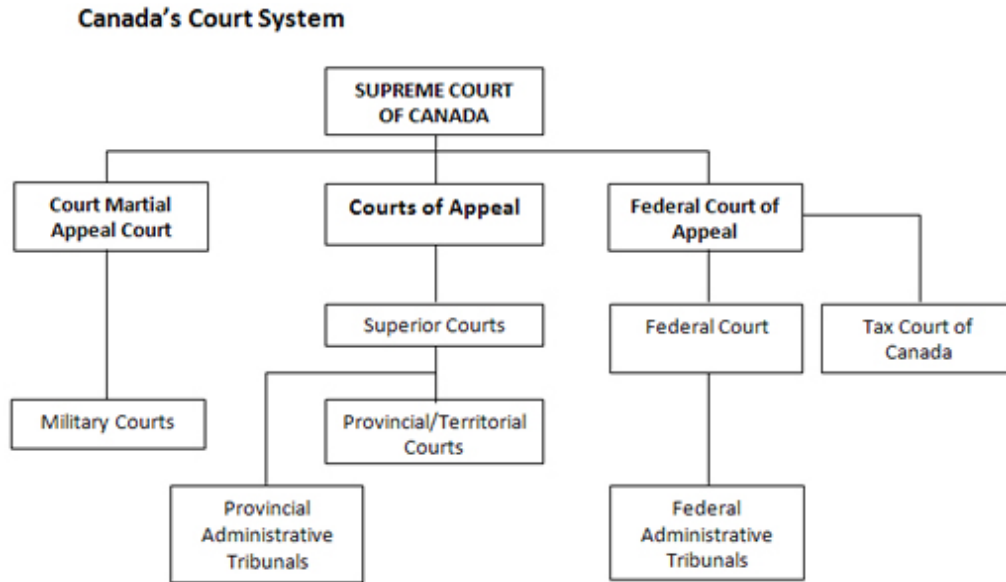 Canada’s Court System
SUPREME COURT
OF CANADA
Court Martial
Appeal Court
Courts of Appeal
Federal Court of
Appeal
Superior Courts
Federal Court
Tax Court of
Canada
Military Courts
Provincial/Territorial
Courts
Provincial
Administrative
Tribunals
Federal
Administrative
Tribunals